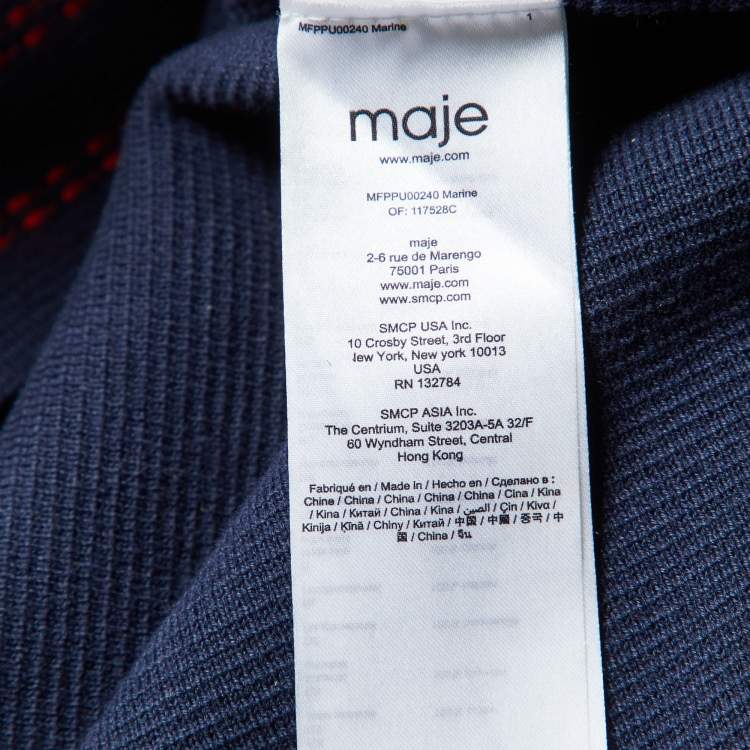 MFPPU00240 Marine 1
maje
www.maje.com
MFPPU00240 Marine
OF: 117528C
maje
2-6 rue de Marengo
75001 Paris
www.maje.com
www.smcp.com
SMCP USA Inc.
10 Crosby Street, 3rd Floor
New York, New york 10013
USA
RN 132784
SMCP ASIA Inc.
The Centrium, Suite 3203A-5A 32/F
60 Wyndham Street, Central
Hong Kong
Fabriqué en / Made in / Hecho en / Сделано в :
Chine / China / China / China / China / Cina / Kina
/ Kina / Китай / China / Kina / الصين / Çin / Κίνα /
Kinija / Ķīnā / Chiny / Китай / 中国 / 中國 / 중국 / 中
国 / China / จีน